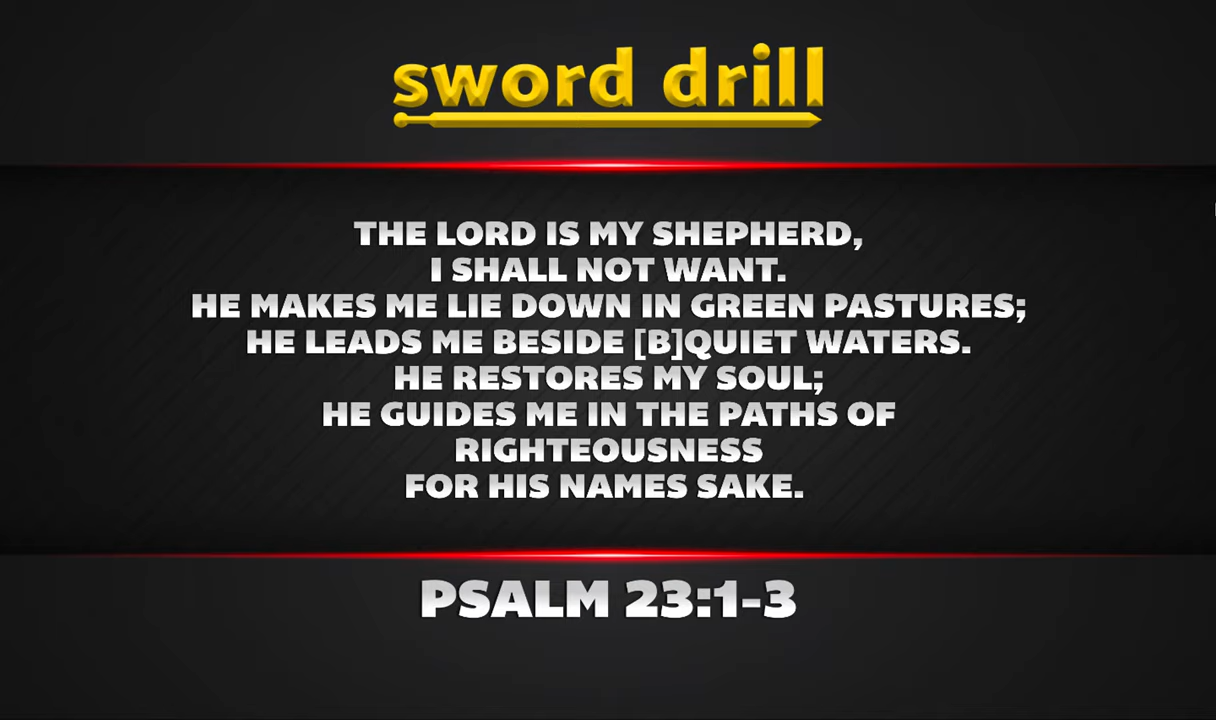 sword drill
THE LORD IS MY SHEPHERD,
I SHALL NOT WANT.
HE MAKES ME LIE DOWN IN GREEN PASTURES;
HE LEADS ME BESIDE [B]QUIET WATERS.
HE RESTORES MY SOUL;
HE GUIDES ME IN THE PATHS OF
RIGHTEOUSNESS
FOR HIS NAMES SAKE.
PSALM 23:1-3